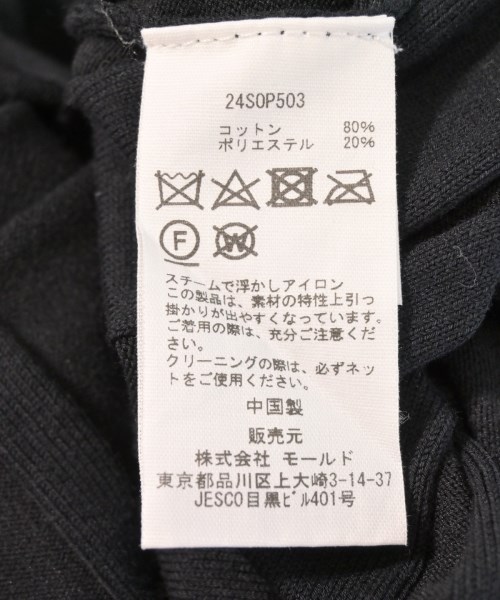 24SOP503
コットン 80%
ポリエステル 20%
F W
スチームで浮かしアイロン
この製品は、素材の特性上引っ
掛かりが出やすくなっています。
ご着用の際は、充分ご注意くださ
い。
クリーニングの際は、必ずネッ
トをご使用ください。
中国製
販売元
株式会社 モールド
東京都品川区上大崎3-14-37
JESCO目黒ﾋﾞﾙ401号